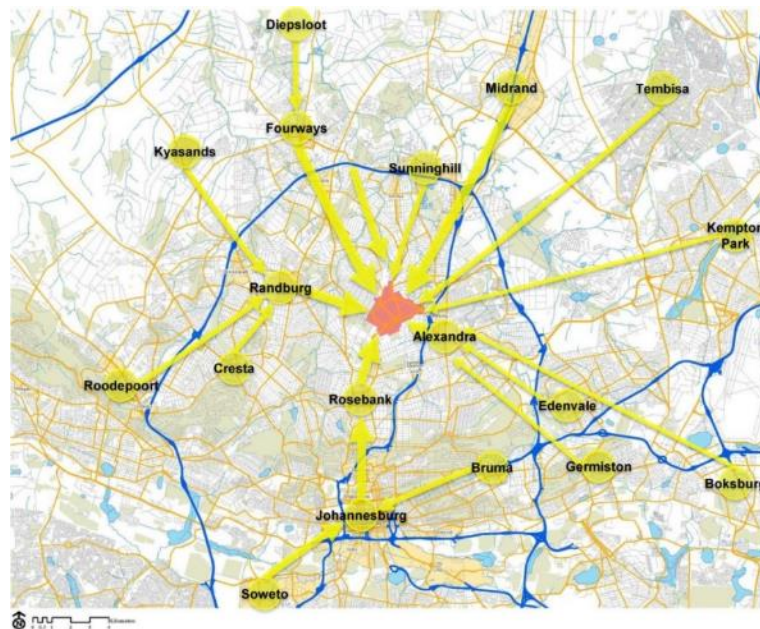 Diepsloot
Midrand
Tembisa
Fourways
Kyasands
Sunninghill
Kempton
Park
Randburg
Alexandra
Cresta
Roodepoort
Rosebank
Edenvale
Bruma
Germiston
Boksburg
Johannesburg
Soweto